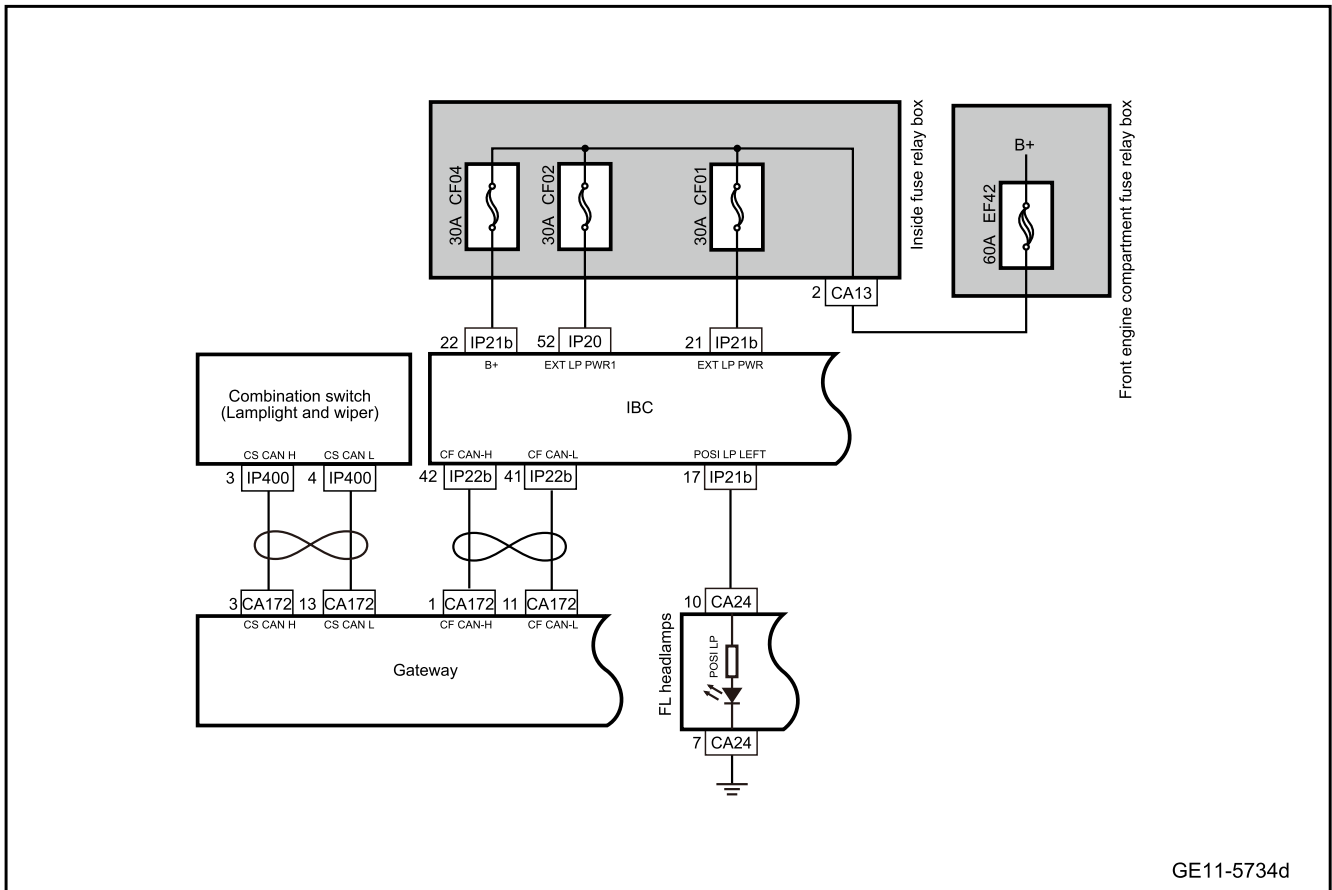 30A CF04
30A CF02
30A CF01
Inside fuse relay box
B+
60A EF42
Front engine compartment fuse relay box
2 CA13
22 IP21b
52 IP20
21 IP21b
B+
EXT LP PWR1
EXT LP PWR
IBC
Combination switch
(Lamplight and wiper)
CS CAN H
CS CAN L
CF CAN-H
CF CAN-L
POSI LP LEFT
3 IP400
4 IP400
42 IP22b
41 IP22b
17 IP21b
3 CA172
13 CA172
1 CA172
11 CA172
10 CA24
CS CAN H
CS CAN L
CF CAN-H
CF CAN-L
Gateway
FL headlamps
POSI LP
7 CA24
GE11-5734d